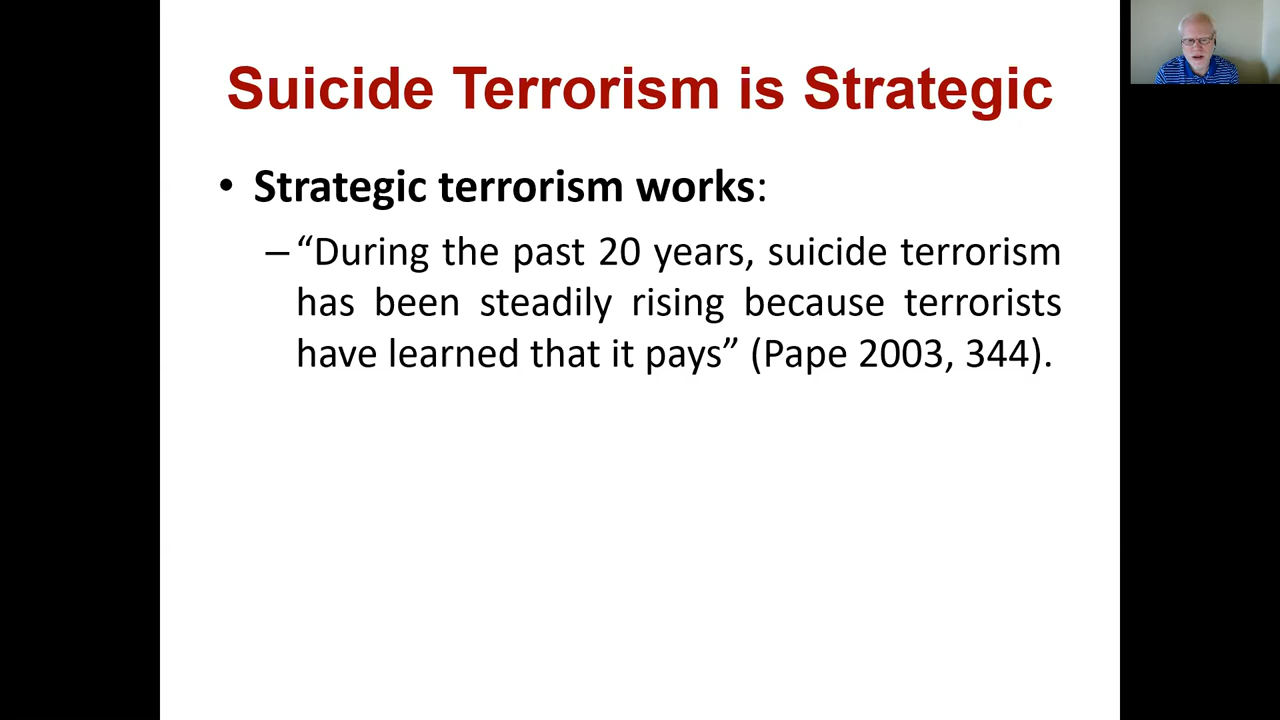 Suicide Terrorism is Strategic
• Strategic terrorism works:
– “During the past 20 years, suicide terrorism
has been steadily rising because terrorists
have learned that it pays” (Pape 2003, 344).